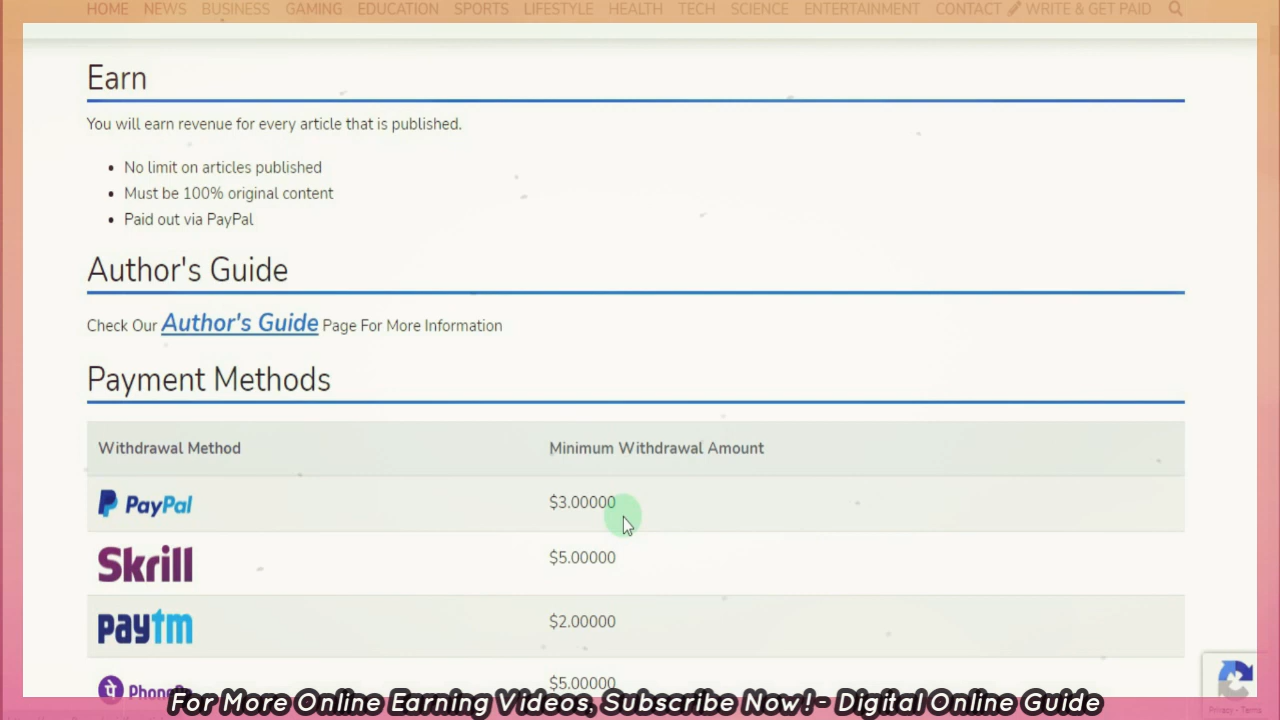 HOME NEWS BUSINESS GAMING EDUCATION SPORTS LIFESTYLE HEALTH TECH SCIENCE ENTERTAINMENT CONTACT WRITE & GET PAID
Earn
You will earn revenue for every article that is published.
• No limit on articles published
• Must be 100% original content
• Paid out via PayPal
Author's Guide
Check Our Author's Guide Page For More Information
Payment Methods
Withdrawal Method Minimum Withdrawal Amount
PayPal $3.00000
Skrill $5.00000
paytm $2.00000
$5.00000
Privacy - Terms
For More Online Earning Videos, Subscribe Now! - Digital Online Guide